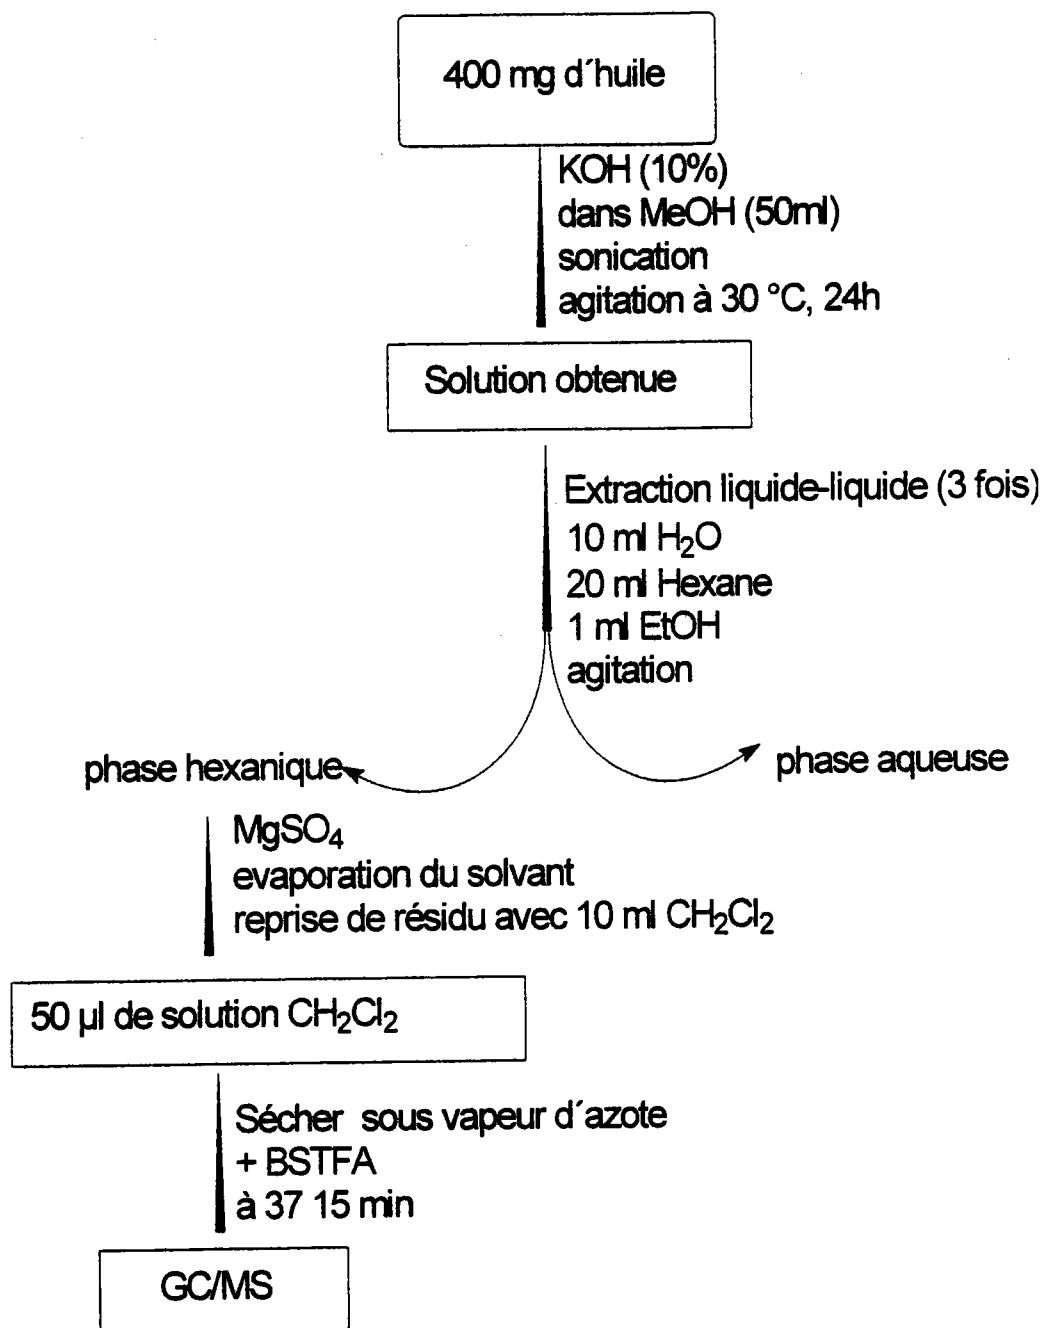 400 mg d´huile
KOH (10%)
dans MeOH (50ml)
sonication
agitation à 30 °C, 24h
Solution obtenue
Extraction liquide-liquide (3 fois)
10 ml H₂O
20 ml Hexane
1 ml EtOH
agitation
phase hexanique
phase aqueuse
MgSO₄
evaporation du solvant
reprise de résidu avec 10 ml CH₂Cl₂
50 µl de solution CH₂Cl₂
Sécher sous vapeur d´azote
+ BSTFA
à 37 15 min
GC/MS